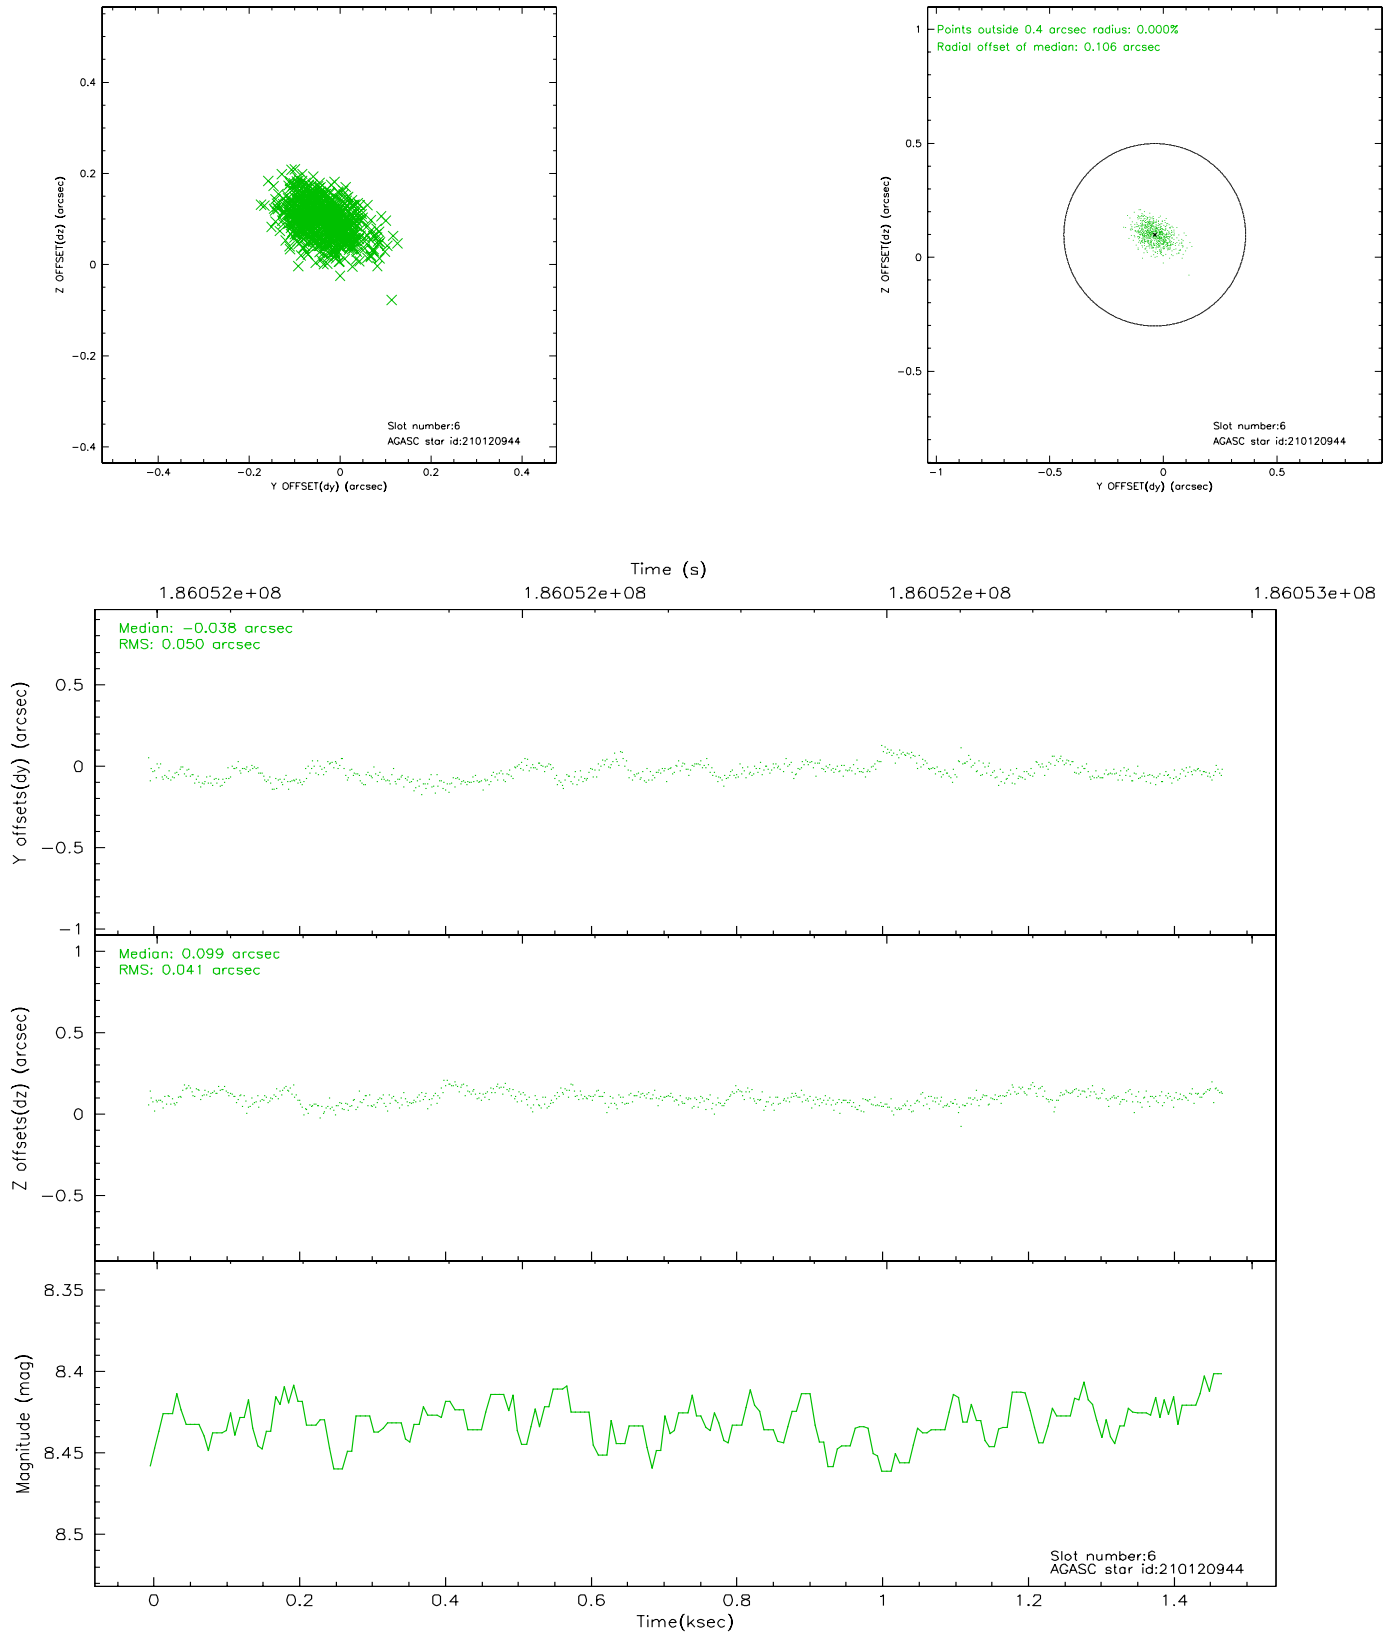 0.4
0.2
0
−0.2
−0.4
Z OFFSET(dz) (arcsec)
Slot number:6
AGASC star id:210120944
−0.4 −0.2 0 0.2 0.4
Y OFFSET(dy) (arcsec)
Points outside 0.4 arcsec radius: 0.000%
Radial offset of median: 0.106 arcsec
1
0.5
0
−0.5
Z OFFSET(dz) (arcsec)
Slot number:6
AGASC star id:210120944
−1 −0.5 0 0.5
Y OFFSET(dy) (arcsec)
Time (s)
1.86052e+08 1.86052e+08 1.86052e+08 1.86053e+08
Median: −0.038 arcsec
RMS: 0.050 arcsec
0.5
0
−0.5
−1
Y offsets(dy) (arcsec)
Median: 0.099 arcsec
RMS: 0.041 arcsec
1
0.5
0
−0.5
Z offsets(dz) (arcsec)
8.35
8.4
8.45
8.5
Magnitude (mag)
Slot number:6
AGASC star id:210120944
0 0.2 0.4 0.6 0.8 1 1.2 1.4
Time(ksec)